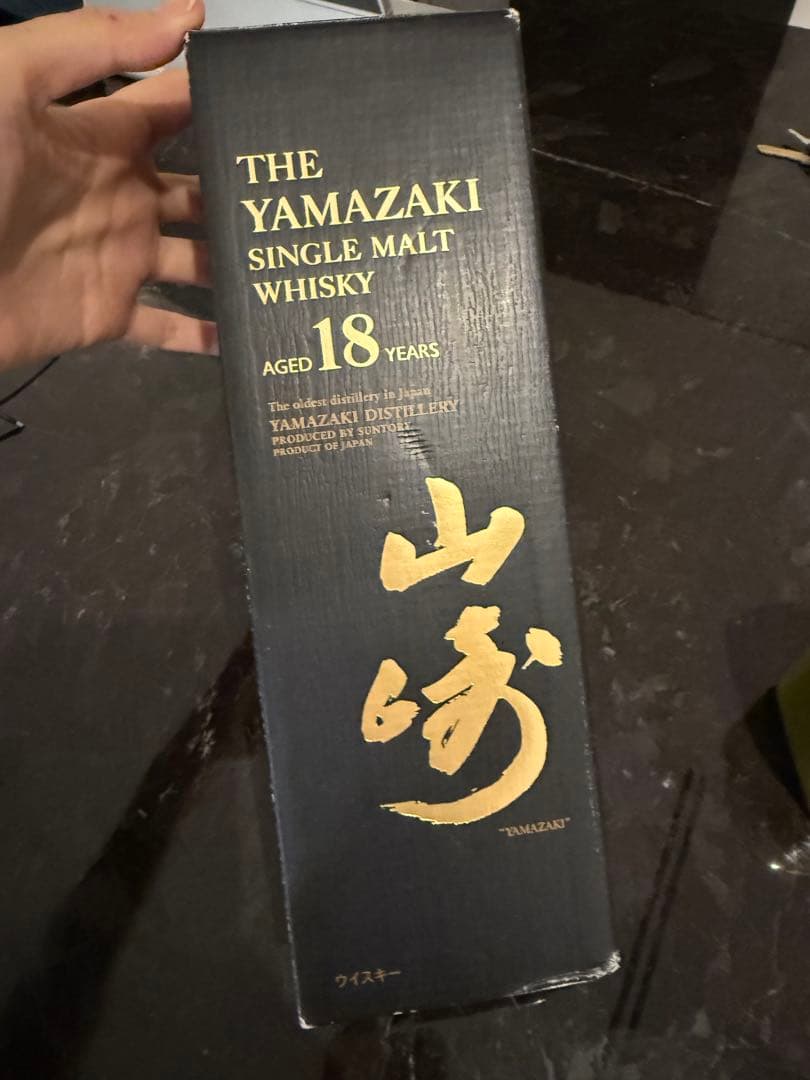 THE
YAMAZAKI
SINGLE MALT
WHISKY
AGED 18 YEARS
The oldest distillery in Japan
YAMAZAKI DISTILLERY
PRODUCED BY SUNTORY
PRODUCT OF JAPAN
山
崎
"YAMAZAKI"
ウイスキー